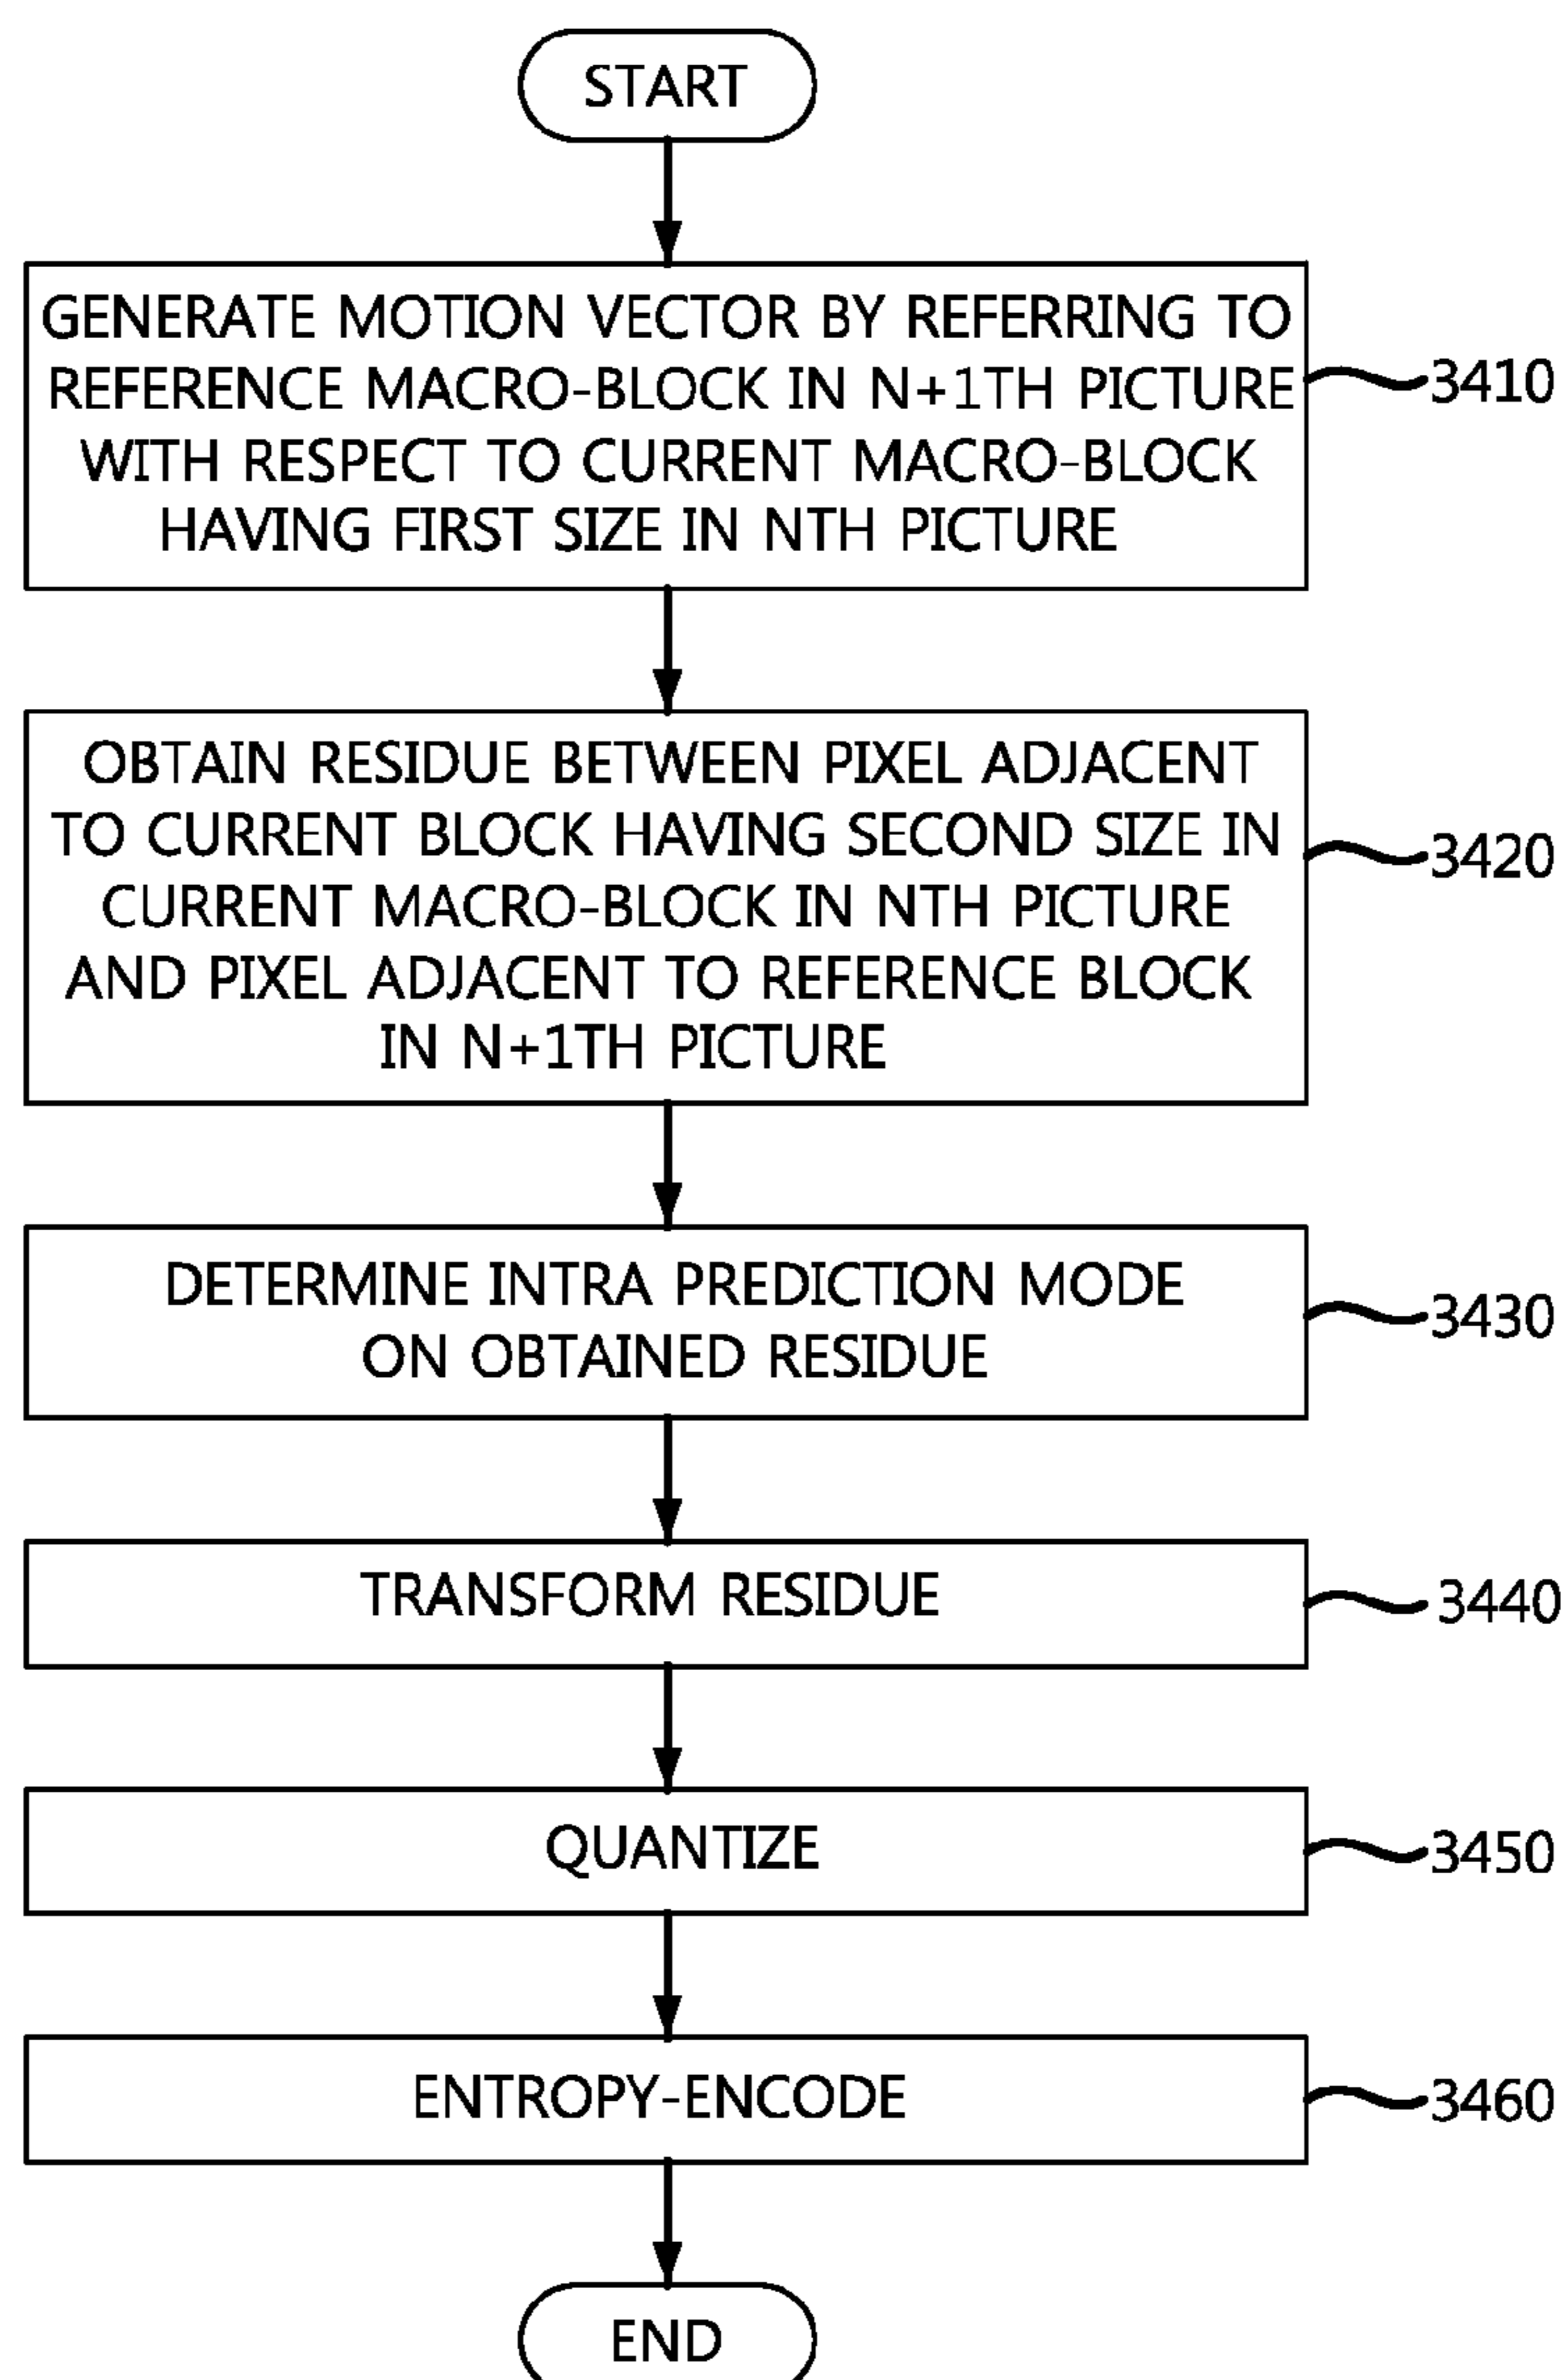 START
GENERATE MOTION VECTOR BY REFERRING TO
REFERENCE MACRO-BLOCK IN N+1TH PICTURE
WITH RESPECT TO CURRENT MACRO-BLOCK
HAVING FIRST SIZE IN NTH PICTURE
3410
OBTAIN RESIDUE BETWEEN PIXEL ADJACENT
TO CURRENT BLOCK HAVING SECOND SIZE IN
CURRENT MACRO-BLOCK IN NTH PICTURE
AND PIXEL ADJACENT TO REFERENCE BLOCK
IN N+1TH PICTURE
3420
DETERMINE INTRA PREDICTION MODE
ON OBTAINED RESIDUE
3430
TRANSFORM RESIDUE
3440
QUANTIZE
3450
ENTROPY-ENCODE
3460
END